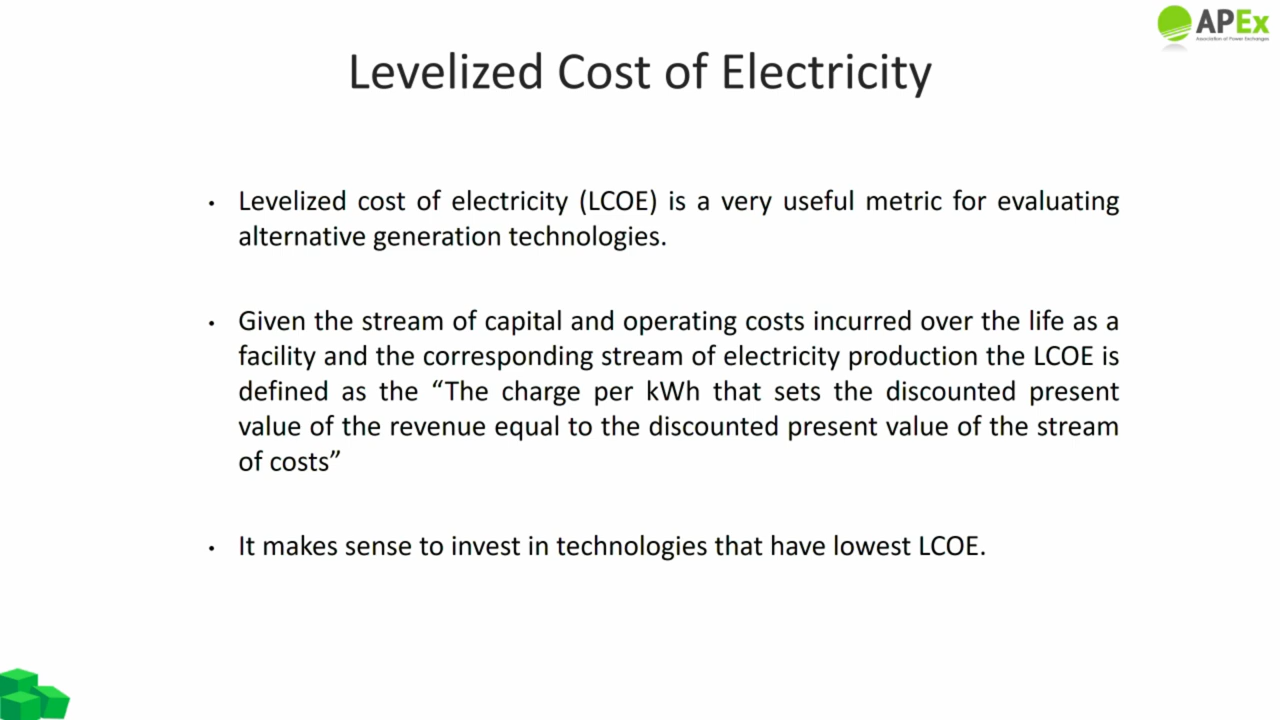 APEx
Association of Power Exchanges
Levelized Cost of Electricity
• Levelized cost of electricity (LCOE) is a very useful metric for evaluating
alternative generation technologies.
• Given the stream of capital and operating costs incurred over the life as a
facility and the corresponding stream of electricity production the LCOE is
defined as the “The charge per kWh that sets the discounted present
value of the revenue equal to the discounted present value of the stream
of costs”
• It makes sense to invest in technologies that have lowest LCOE.